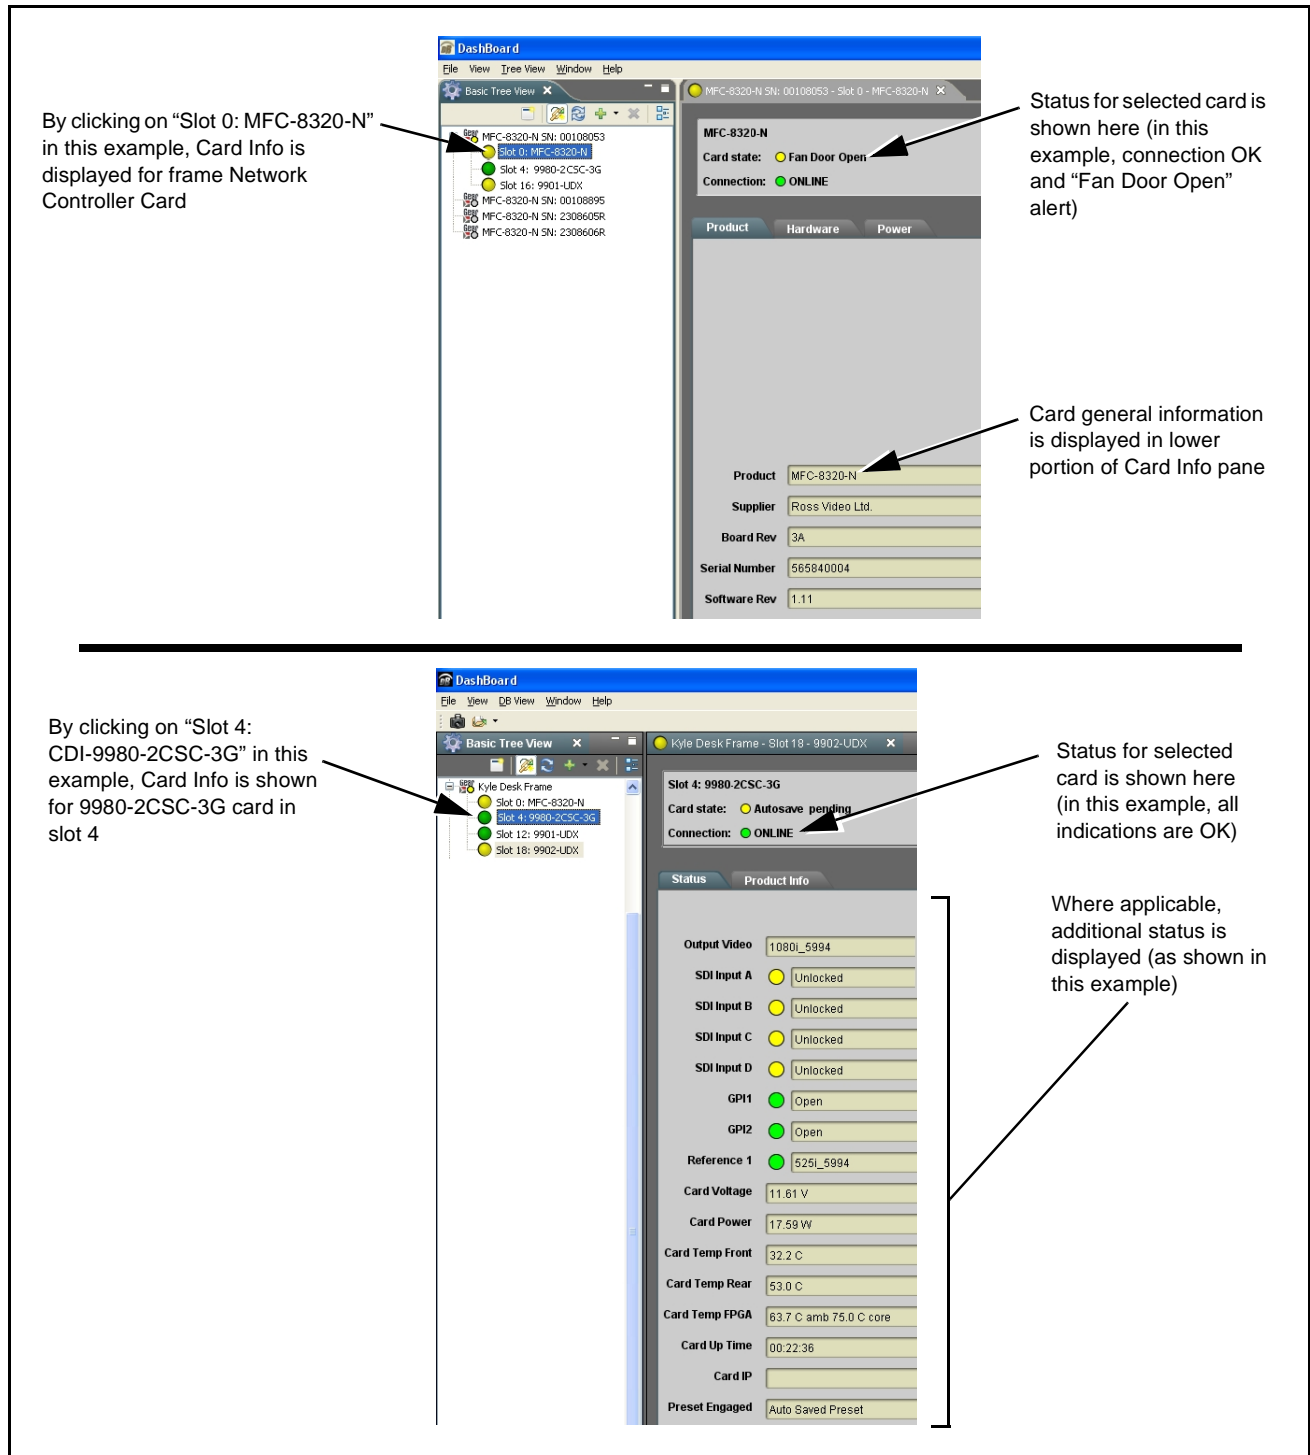 DashBoard
File View Tree View Window Help
Basic Tree View
MFC-8320-N SN: 00108053 - Slot 0 - MFC-8320-N
By clicking on “Slot 0: MFC-8320-N”
in this example, Card Info is
displayed for frame Network
Controller Card
MFC-8320-N SN: 00108053
Slot 0: MFC-8320-N
Slot 4: 9980-2CSC-3G
Slot 16: 9901-UDX
MFC-8320-N SN: 00108895
MFC-8320-N SN: 2308605R
MFC-8320-N SN: 2308606R
MFC-8320-N
Card state: Fan Door Open
Connection: ONLINE
Status for selected card is
shown here (in this
example, connection OK
and “Fan Door Open”
alert)
Product Hardware Power
Card general information
is displayed in lower
portion of Card Info pane
Product MFC-8320-N
Supplier Ross Video Ltd.
Board Rev 3A
Serial Number 565840004
Software Rev 1.11
DashBoard
File View DB View Window Help
Basic Tree View
Kyle Desk Frame - Slot 18 - 9902-UDX
By clicking on “Slot 4:
CDI-9980-2CSC-3G” in this
example, Card Info is shown
for 9980-2CSC-3G card in
slot 4
Kyle Desk Frame
Slot 0: MFC-8320-N
Slot 4: 9980-2CSC-3G
Slot 12: 9901-UDX
Slot 18: 9902-UDX
Slot 4: 9980-2CSC-3G
Card state: Autosave pending
Connection: ONLINE
Status for selected
card is shown here
(in this example, all
indications are OK)
Status Product Info
Where applicable,
additional status is
displayed (as shown in
this example)
Output Video 1080i_5994
SDI Input A Unlocked
SDI Input B Unlocked
SDI Input C Unlocked
SDI Input D Unlocked
GPI1 Open
GPI2 Open
Reference 1 525i_5994
Card Voltage 11.61 V
Card Power 17.59 W
Card Temp Front 32.2 C
Card Temp Rear 53.0 C
Card Temp FPGA 63.7 C amb 75.0 C core
Card Up Time 00:22:36
Card IP
Preset Engaged Auto Saved Preset